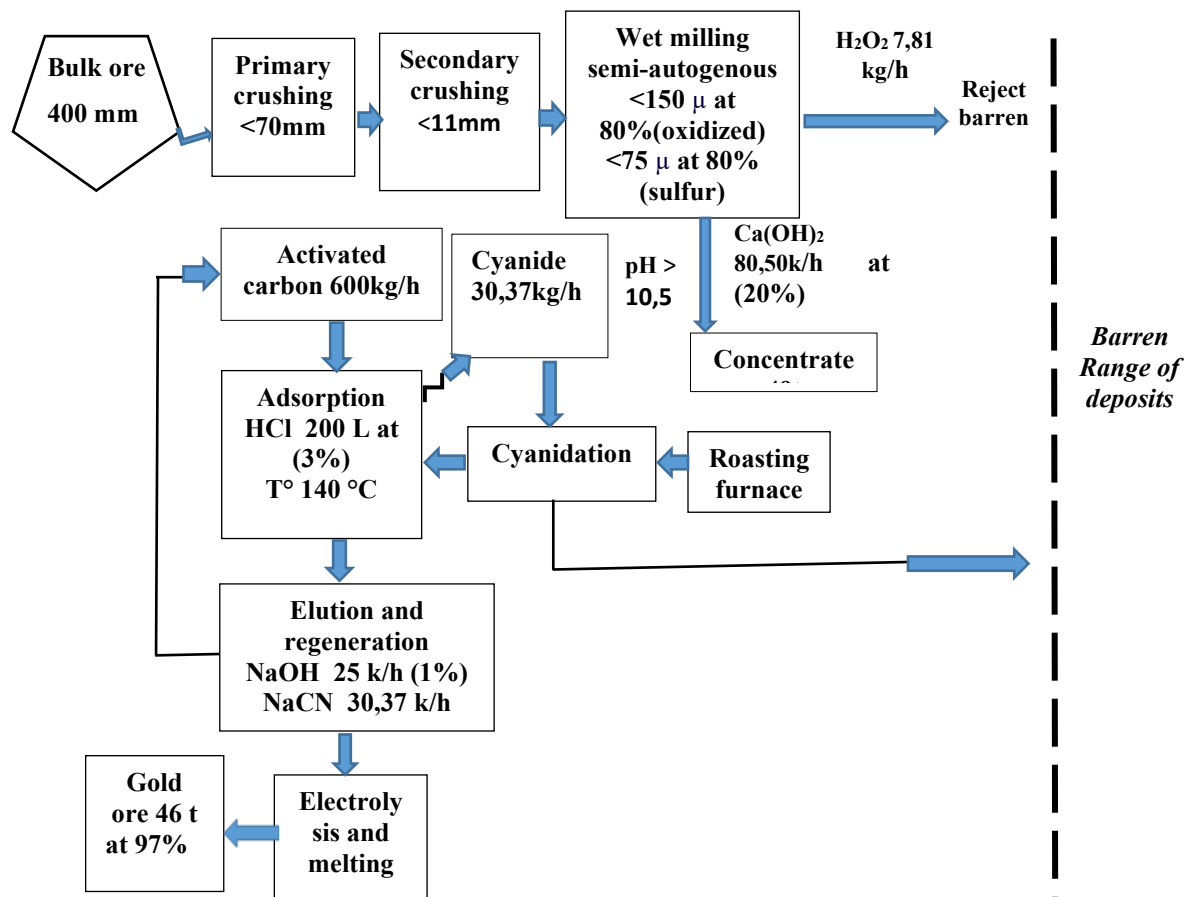 Bulk ore
400 mm
Primary
crushing
<70mm
Secondary
crushing
<11mm
Wet milling
semi-autogenous
<150 μ at
80%(oxidized)
<75 μ at 80%
(sulfur)
H₂O₂ 7,81
kg/h
Reject
barren
Activated
carbon 600kg/h
Cyanide
30,37kg/h
pH >
10,5
Ca(OH)₂
80,50k/h at
(20%)
Concentrate
Barren
Range of
deposits
Adsorption
HCl 200 L at
(3%)
T° 140 °C
Cyanidation
Roasting
furnace
Elution and
regeneration
NaOH 25 k/h (1%)
NaCN 30,37 k/h
Gold
ore 46 t
at 97%
Electroly
sis and
melting